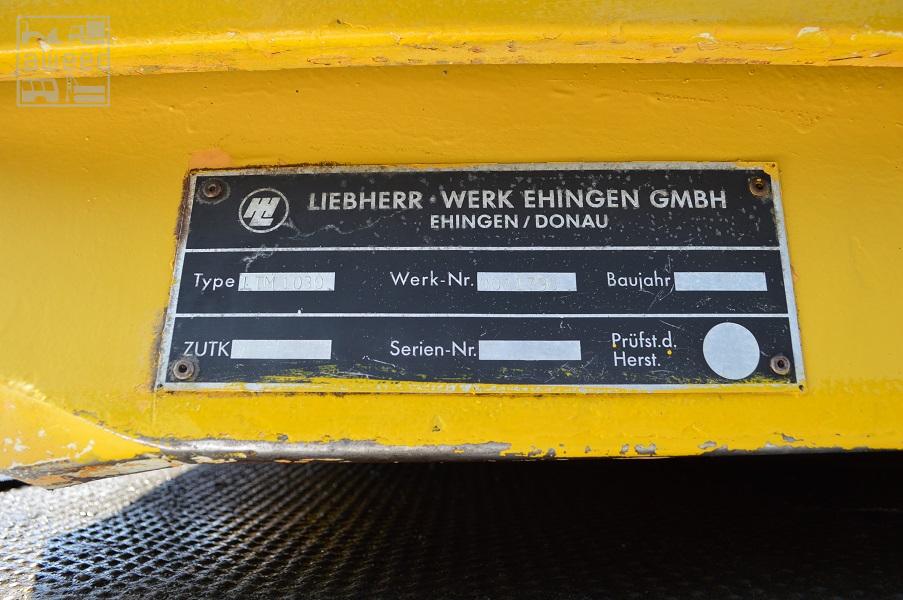 LIEBHERR - WERK EHINGEN GMBH
EHINGEN / DONAU
Type LTM 1030 Werk-Nr. Baujahr
ZUTK Serien-Nr. Prüfst.d.
Herst.